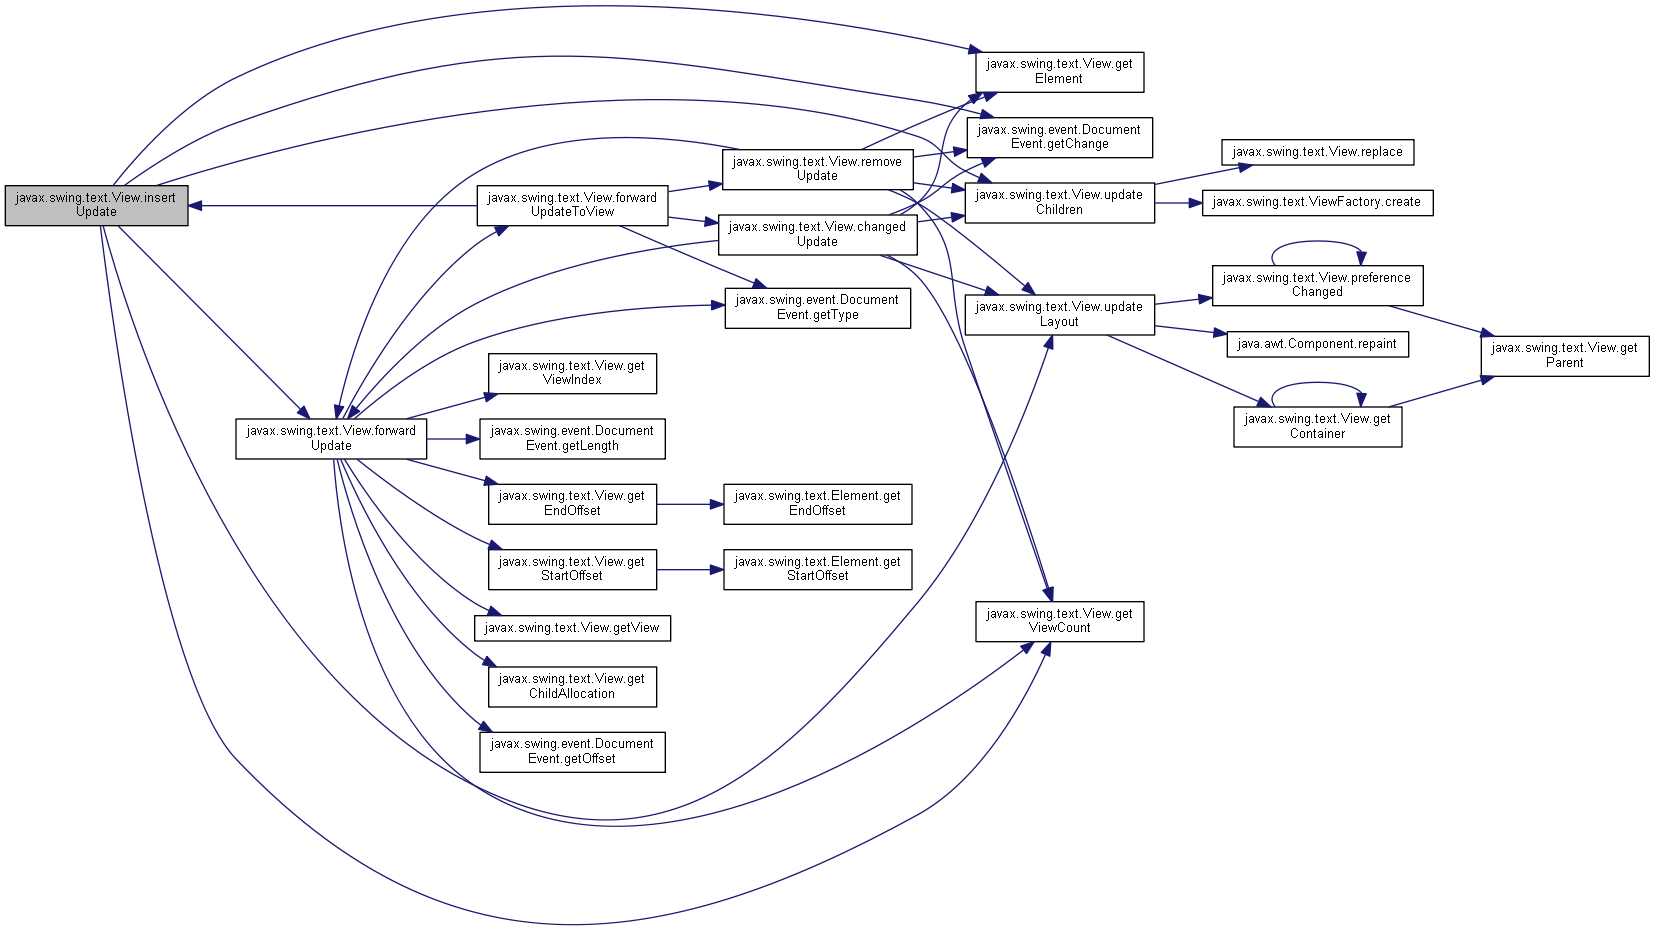 javax.swing.text.View.insert
Update
javax.swing.text.View.forward
Update
javax.swing.text.View.forward
UpdateToView
javax.swing.text.View.get
ViewIndex
javax.swing.event.Document
Event.getLength
javax.swing.text.View.get
EndOffset
javax.swing.text.View.get
StartOffset
javax.swing.text.View.getView
javax.swing.text.View.get
ChildAllocation
javax.swing.event.Document
Event.getOffset
javax.swing.text.View.remove
Update
javax.swing.text.View.changed
Update
javax.swing.event.Document
Event.getType
javax.swing.text.Element.get
EndOffset
javax.swing.text.Element.get
StartOffset
javax.swing.text.View.get
Element
javax.swing.event.Document
Event.getChange
javax.swing.text.View.update
Children
javax.swing.text.View.update
Layout
javax.swing.text.View.get
ViewCount
javax.swing.text.View.replace
javax.swing.text.ViewFactory.create
javax.swing.text.View.preference
Changed
java.awt.Component.repaint
javax.swing.text.View.get
Container
javax.swing.text.View.get
Parent